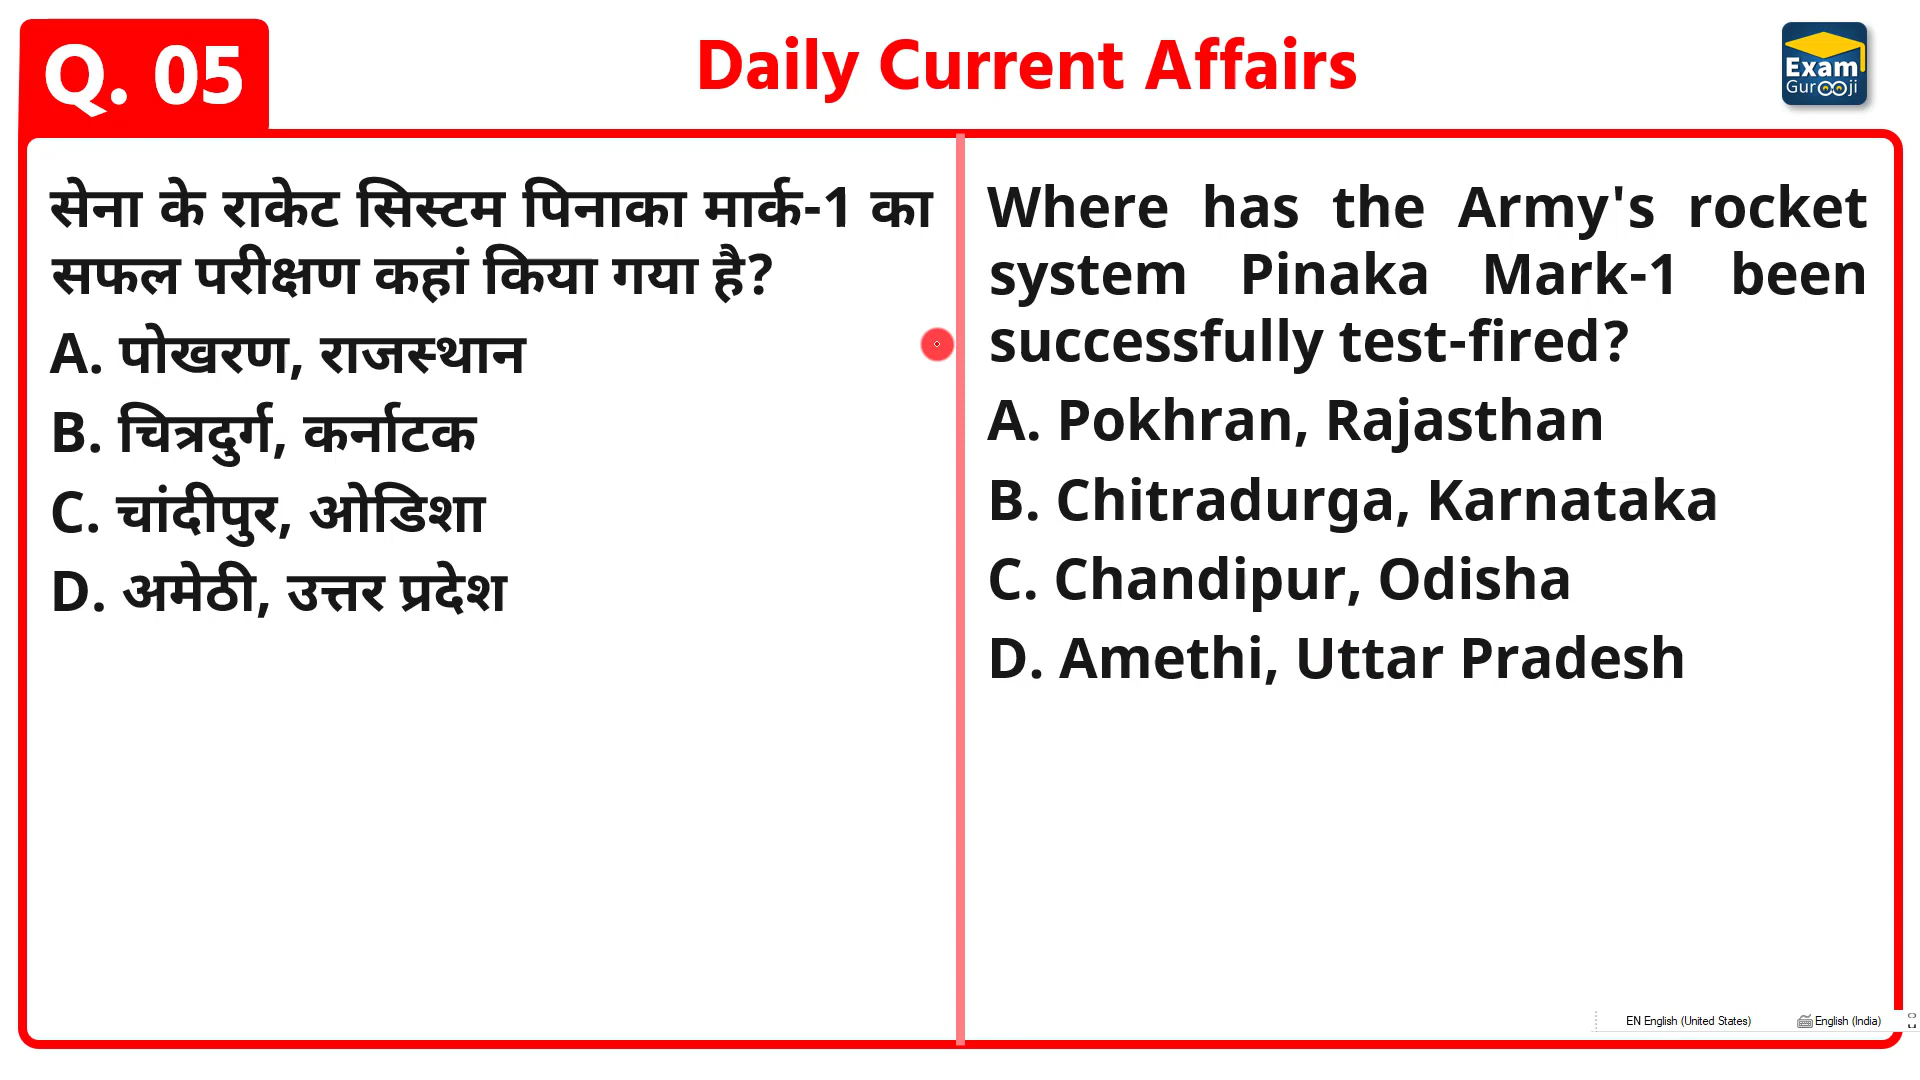 Q. 05
Daily Current Affairs
Exam
Gurooji
सेना के राकेट सिस्टम पिनाका मार्क-1 का
सफल परीक्षण कहां किया गया है?
A. पोखरण, राजस्थान
B. चित्रदुर्ग, कर्नाटक
C. चांदीपुर, ओडिशा
D. अमेठी, उत्तर प्रदेश
Where has the Army's rocket
system Pinaka Mark-1 been
successfully test-fired?
A. Pokhran, Rajasthan
B. Chitradurga, Karnataka
C. Chandipur, Odisha
D. Amethi, Uttar Pradesh
EN English (United States) English (India)